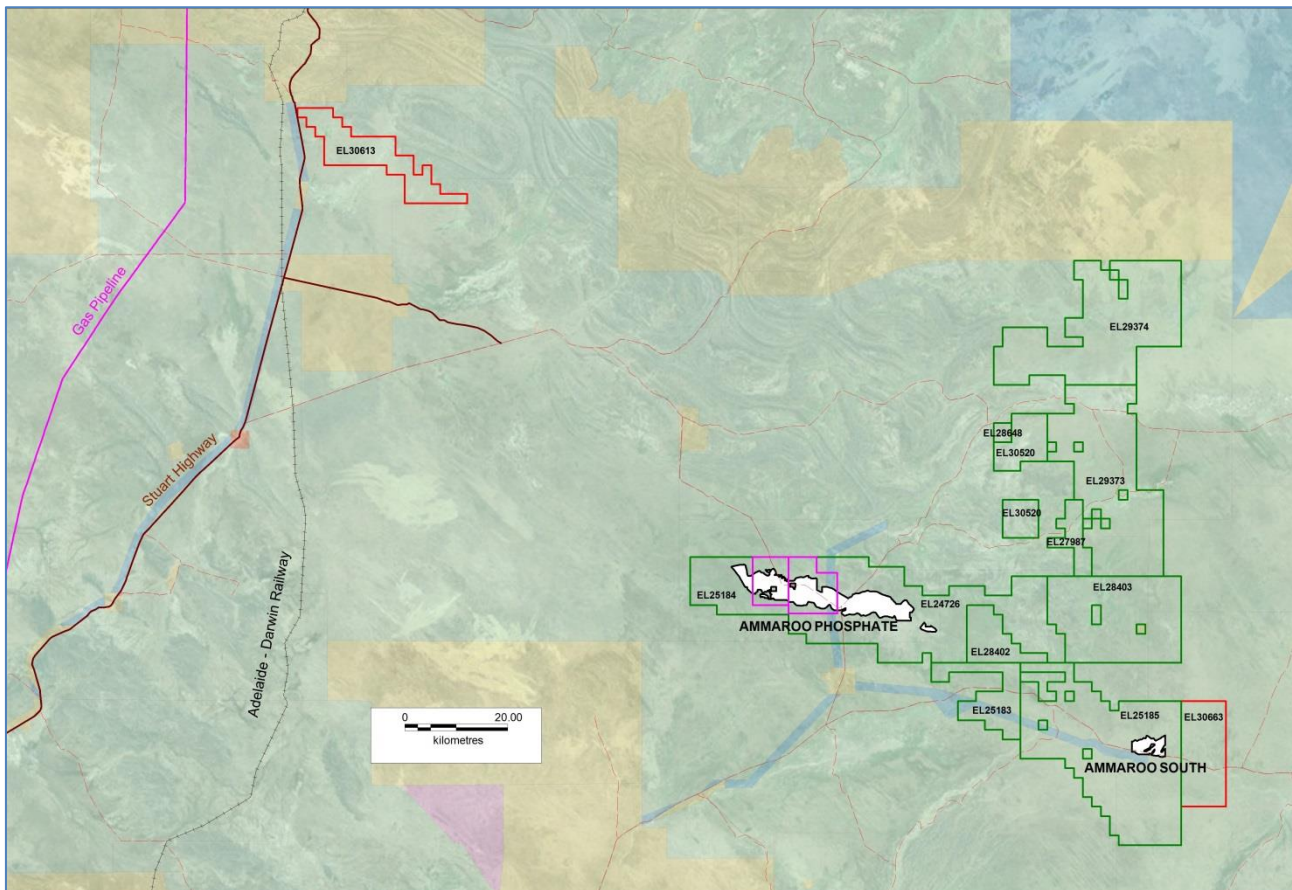 EL30613
Gas Pipeline
EL29374
Stuart Highway
EL28648
EL30520
EL29373
EL30520
EL27987
Adelaide - Darwin Railway
EL25184
EL24726
EL28403
AMMAROO PHOSPHATE
EL28402
EL25183
EL25185
EL30663
0
20.00
kilometres
AMMAROO SOUTH